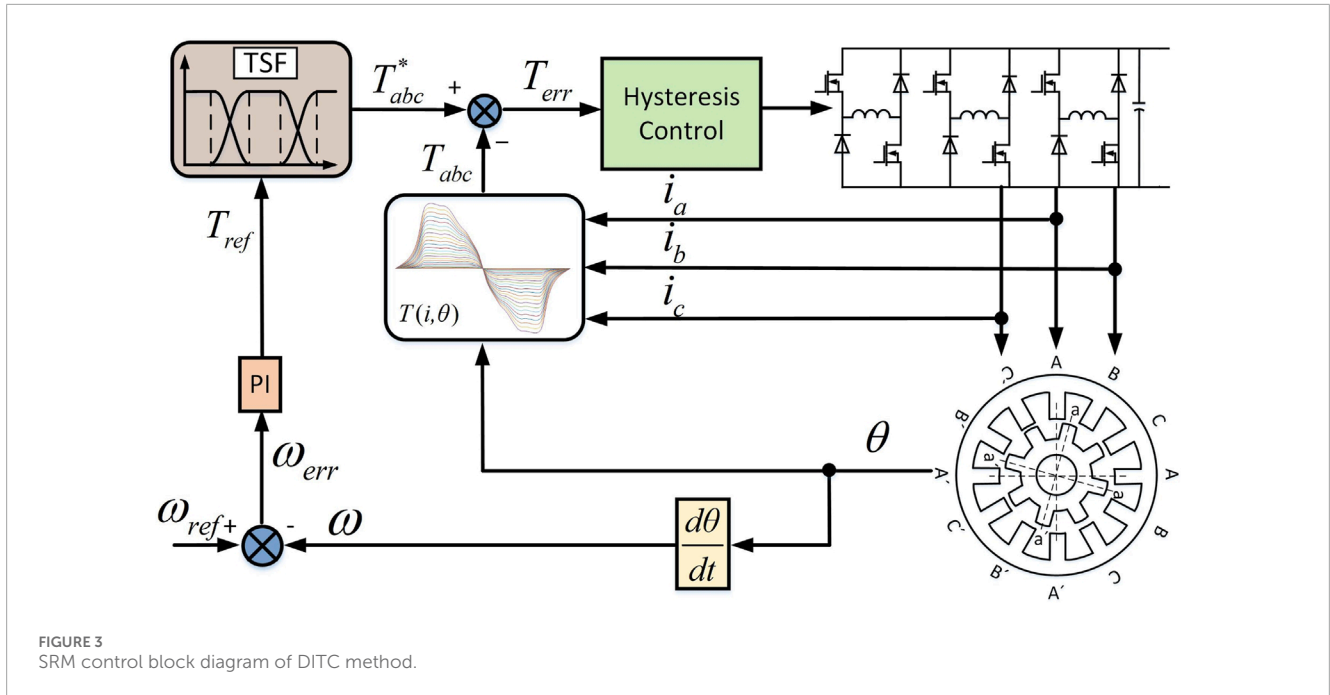 TSF
T*abc
+
Terr
Hysteresis
Control
−
Tabc
Tref
T(i,θ)
ia
ib
ic
PI
ωerr
ωref
+
-
ω
dθ
dt
θ
A
B
C
A
B
C
A´
B´
C´
A´
B´
C´
a
a´
a
a´
FIGURE 3
SRM control block diagram of DITC method.